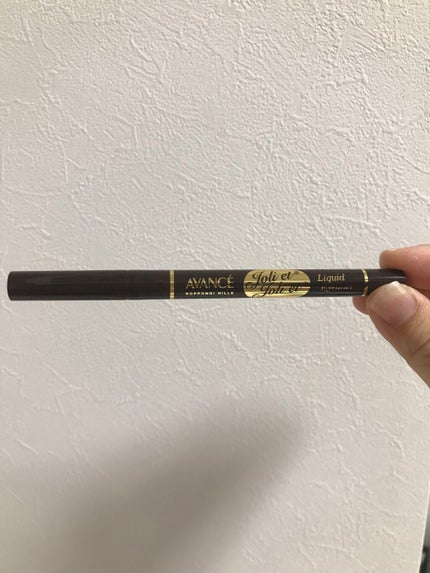 AVANCÉ
ROPPONGI HILLS
Joli et
Joli et
Liquid